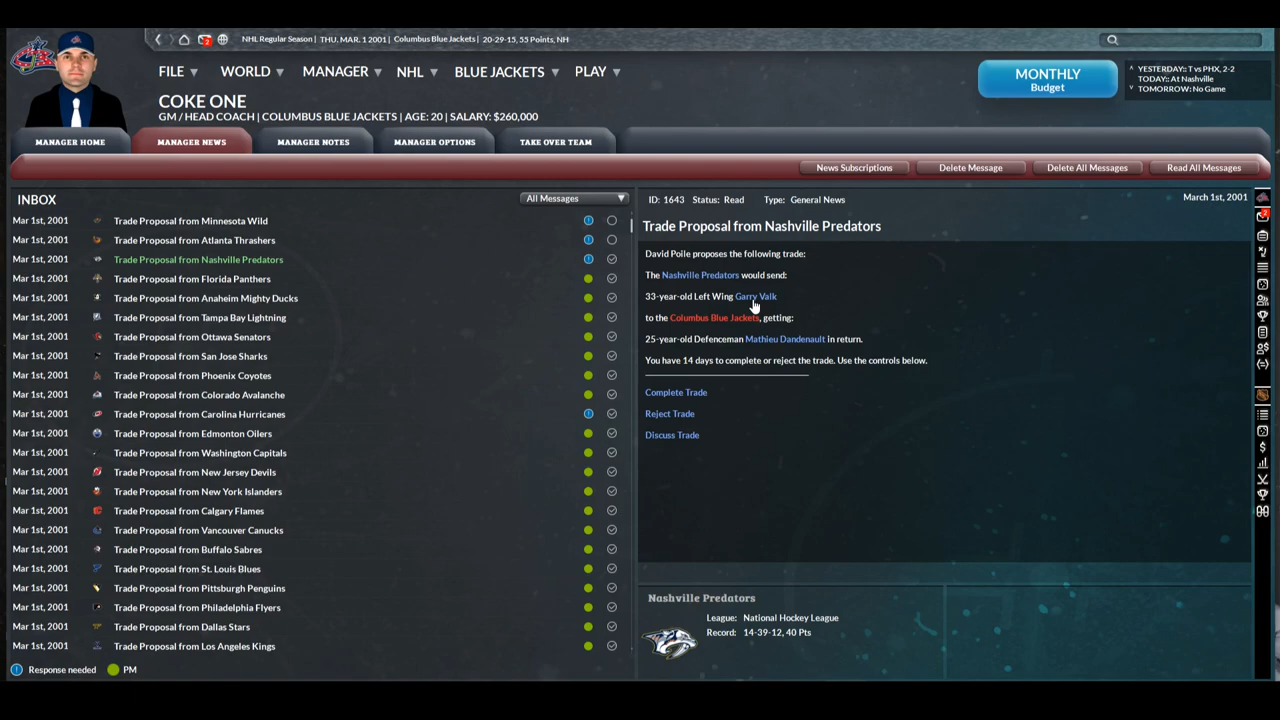 NHL Regular Season | THU. MAR. 1 2001 | Columbus Blue Jackets | 20-29-15, 55 Points, NH
2
FILE WORLD MANAGER NHL BLUE JACKETS PLAY
MONTHLY
Budget
YESTERDAY:: T vs PHX, 2-2
TODAY:: At Nashville
TOMORROW: No Game
COKE ONE
GM / HEAD COACH | COLUMBUS BLUE JACKETS | AGE: 20 | SALARY: $260,000
MANAGER HOME MANAGER NEWS MANAGER NOTES MANAGER OPTIONS TAKE OVER TEAM
News Subscriptions Delete Message Delete All Messages Read All Messages
INBOX All Messages
Mar 1st, 2001 Trade Proposal from Minnesota Wild
Mar 1st, 2001 Trade Proposal from Atlanta Thrashers
Mar 1st, 2001 Trade Proposal from Nashville Predators
Mar 1st, 2001 Trade Proposal from Florida Panthers
Mar 1st, 2001 Trade Proposal from Anaheim Mighty Ducks
Mar 1st, 2001 Trade Proposal from Tampa Bay Lightning
Mar 1st, 2001 Trade Proposal from Ottawa Senators
Mar 1st, 2001 Trade Proposal from San Jose Sharks
Mar 1st, 2001 Trade Proposal from Phoenix Coyotes
Mar 1st, 2001 Trade Proposal from Colorado Avalanche
Mar 1st, 2001 Trade Proposal from Carolina Hurricanes
Mar 1st, 2001 Trade Proposal from Edmonton Oilers
Mar 1st, 2001 Trade Proposal from Washington Capitals
Mar 1st, 2001 Trade Proposal from New Jersey Devils
Mar 1st, 2001 Trade Proposal from New York Islanders
Mar 1st, 2001 Trade Proposal from Calgary Flames
Mar 1st, 2001 Trade Proposal from Vancouver Canucks
Mar 1st, 2001 Trade Proposal from Buffalo Sabres
Mar 1st, 2001 Trade Proposal from St. Louis Blues
Mar 1st, 2001 Trade Proposal from Pittsburgh Penguins
Mar 1st, 2001 Trade Proposal from Philadelphia Flyers
Mar 1st, 2001 Trade Proposal from Dallas Stars
Mar 1st, 2001 Trade Proposal from Los Angeles Kings
Response needed PM
ID: 1643 Status: Read Type: General News March 1st, 2001
Trade Proposal from Nashville Predators
David Poile proposes the following trade:
The Nashville Predators would send:
33-year-old Left Wing Garry Valk
to the Columbus Blue Jackets, getting:
25-year-old Defenceman Mathieu Dandenault in return.
You have 14 days to complete or reject the trade. Use the controls below.
Complete Trade
Reject Trade
Discuss Trade
Nashville Predators
League: National Hockey League
Record: 14-39-12, 40 Pts
2